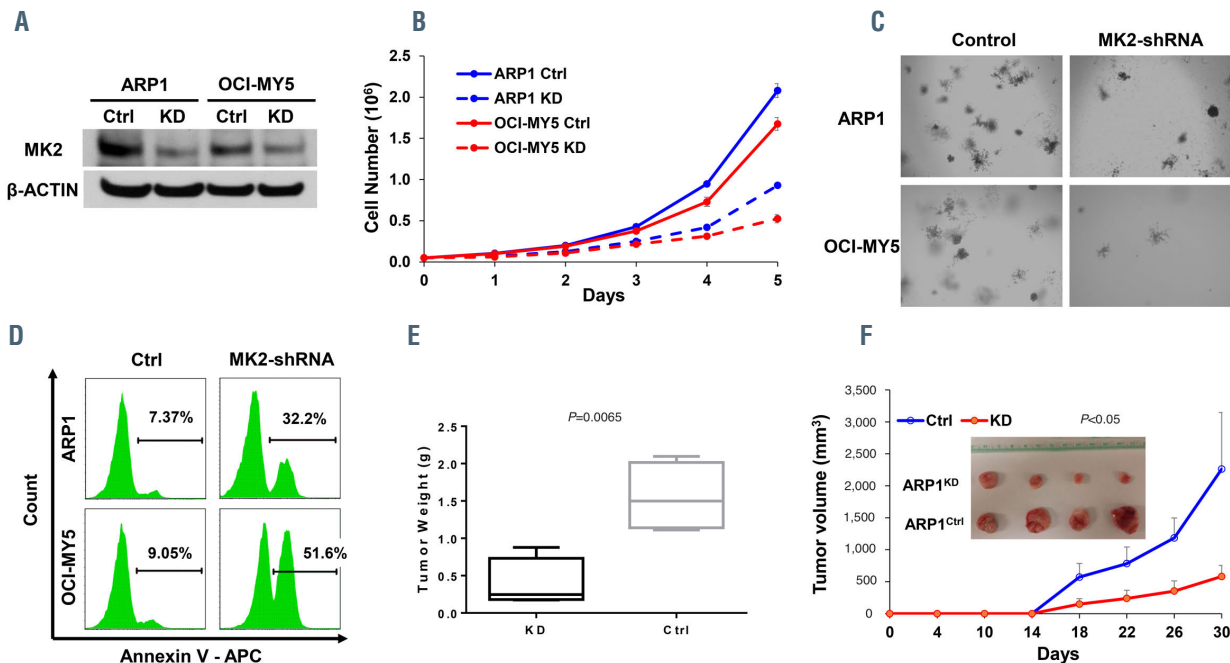 A
ARP1 OCI-MY5
Ctrl KD Ctrl KD
MK2
β-ACTIN
B
Cell Number (10⁶)
2.5
2.0
1.5
1.0
0.5
0.0
ARP1 Ctrl
ARP1 KD
OCI-MY5 Ctrl
OCI-MY5 KD
0 1 2 3 4 5
Days
C
Control MK2-shRNA
ARP1
OCI-MY5
D
Ctrl MK2-shRNA
Count
ARP1
7.37% 32.2%
OCI-MY5
9.05% 51.6%
Annexin V - APC
E
P=0.0065
Tumor Weight (g)
2.5
2.0
1.5
1.0
0.5
0.0
KD Ctrl
F
Tumor volume (mm³)
3,500
3,000
2,500
2,000
1,500
1,000
500
0
Ctrl KD
P<0.05
ARP1ᴷᴰ
ARP1ᶜᵗʳˡ
0 4 10 14 18 22 26 30
Days